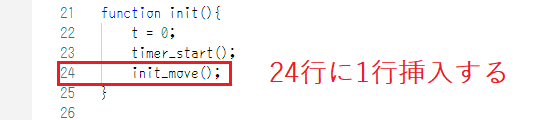 21 function init(){
22 t = 0;
23 timer_start();
24 init_move(); 24行に1行挿入する
25 }
26